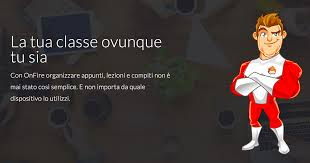 La tua classe ovunque
tu sia
Con OnFire organizzare appunti, lezioni e compiti non é
mai stato così semplice. E non importa da quale
dispositivo lo utilizzi.